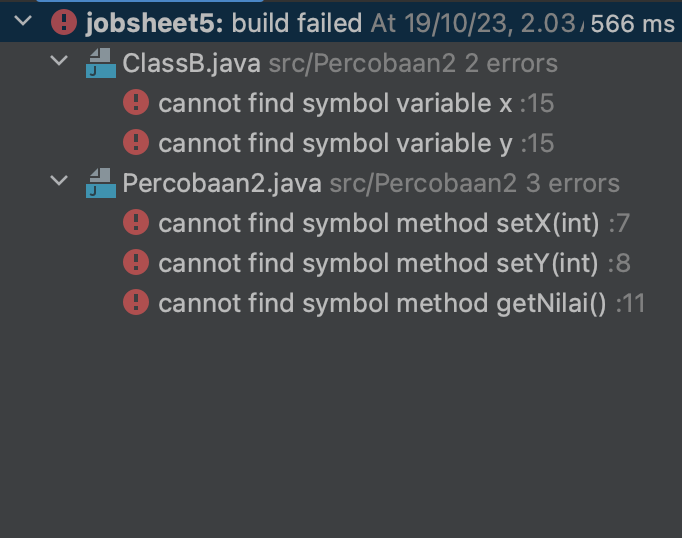 jobsheet5: build failed At 19/10/23, 2.03 566 ms
ClassB.java src/Percobaan2 2 errors
cannot find symbol variable x :15
cannot find symbol variable y :15
Percobaan2.java src/Percobaan2 3 errors
cannot find symbol method setX(int) :7
cannot find symbol method setY(int) :8
cannot find symbol method getNilai() :11